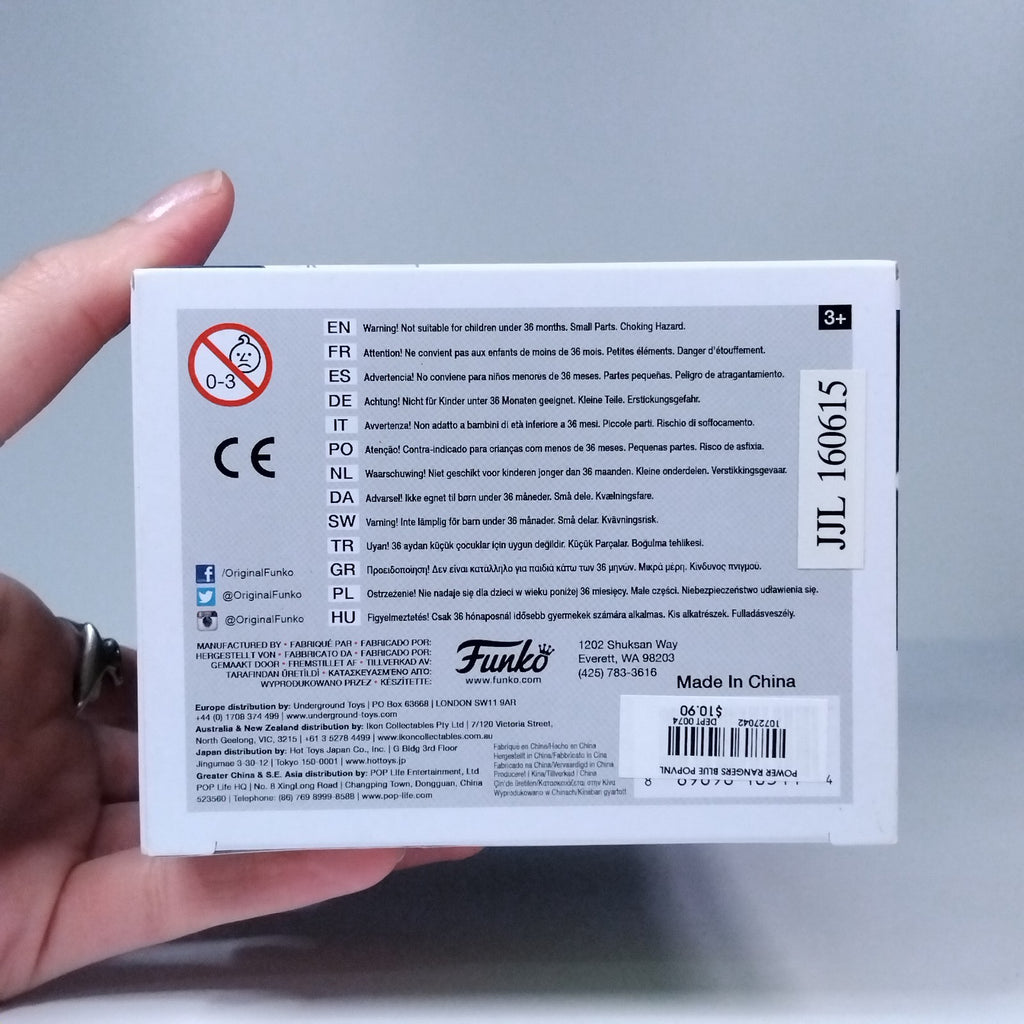 3+
0-3
CE
EN Warning! Not suitable for children under 36 months. Small Parts. Choking Hazard.
FR Attention! Ne convient pas aux enfants de moins de 36 mois. Petites éléments. Danger d'étouffement.
ES Advertencia! No conviene para niños menores de 36 meses. Partes pequeñas. Peligro de atragantamiento.
DE Achtung! Nicht für Kinder unter 36 Monaten geeignet. Kleine Teile. Erstickungsgefahr.
IT Avvertenza! Non adatto a bambini di età inferiore a 36 mesi. Piccole parti. Rischio di soffocamento.
PO Atenção! Contra-indicado para crianças com menos de 36 meses. Pequenas partes. Risco de asfixia.
NL Waarschuwing! Niet geschikt voor kinderen jonger dan 36 maanden. Kleine onderdelen. Verstikkingsgevaar.
DA Advarsel! Ikke egnet til børn under 36 måneder. Små dele. Kvælningsfare.
SW Varning! Inte lämplig för barn under 36 månader. Små delar. Kvävningsrisk.
TR Uyarı! 36 aydan küçük çocuklar için uygun değildir. Küçük Parçalar. Boğulma tehlikesi.
GR Προειδοποίηση! Δεν είναι κατάλληλο για παιδιά κάτω των 36 μηνών. Μικρά μέρη. Κίνδυνος πνιγμού.
PL Ostrzeżenie! Nie nadaje się dla dzieci w wieku poniżej 36 miesięcy. Małe części. Niebezpieczeństwo udławienia się.
HU Figyelmeztetés! Csak 36 hónaposnál idősebb gyermekek számára alkalmas. Kis alkatrészek. Fulladásveszély.
JJL 160615
/OriginalFunko
@OriginalFunko
@OriginalFunko
MANUFACTURED BY • FABRIQUÉ PAR • FABRICADO POR:
HERGESTELLT VON • FABBRICATO DA • FABRICADO POR:
GEMAAKT DOOR • FREMSTILLET AF • TILLVERKAD AV:
TARAFINDAN ÜRETİLDİ • ΚΑΤΑΣΚΕΥΑΣΜΕΝΟ ΑΠΟ:
WYPRODUKOWANO PRZEZ • KÉSZÍTETTE:
Funko
www.funko.com
1202 Shuksan Way
Everett, WA 98203
(425) 783-3616
Made In China
Europe distribution by: Underground Toys | PO Box 63668 | LONDON SW11 9AR
+44 (0) 1708 374 499 | www.underground-toys.com
Australia & New Zealand distribution by: Ikon Collectables Pty Ltd | 7/120 Victoria Street,
North Geelong, VIC, 3215 | +61 3 5278 4499 | www.ikoncollectables.com.au
Japan distribution by: Hot Toys Japan Co., Inc. | G Bldg 3rd Floor
Jingumae 3-30-12 | Tokyo 150-0001 | www.hottoys.jp
Greater China & S.E. Asia distribution by: POP Life Entertainment, Ltd
POP Life HQ | No. 8 XingLong Road | Changping Town, Dongguan, China
523560 | Telephone: (86) 769 8999-8588 | www.pop-life.com
Fabriqué en Chine/Hecho en China
Hergestellt in China/Fabbricato in Cina
Fabricado na China/Vervaardigd in China
Produceret i Kina/Tillverkad i China
Çin'de üretilen/Κατασκευάζεται στην Κίνα
Wyprodukowano w Chinach/Kínában gyártott
POWER RANGERS BLUE POPVNL
10727042 DEPT 0074
$10.90